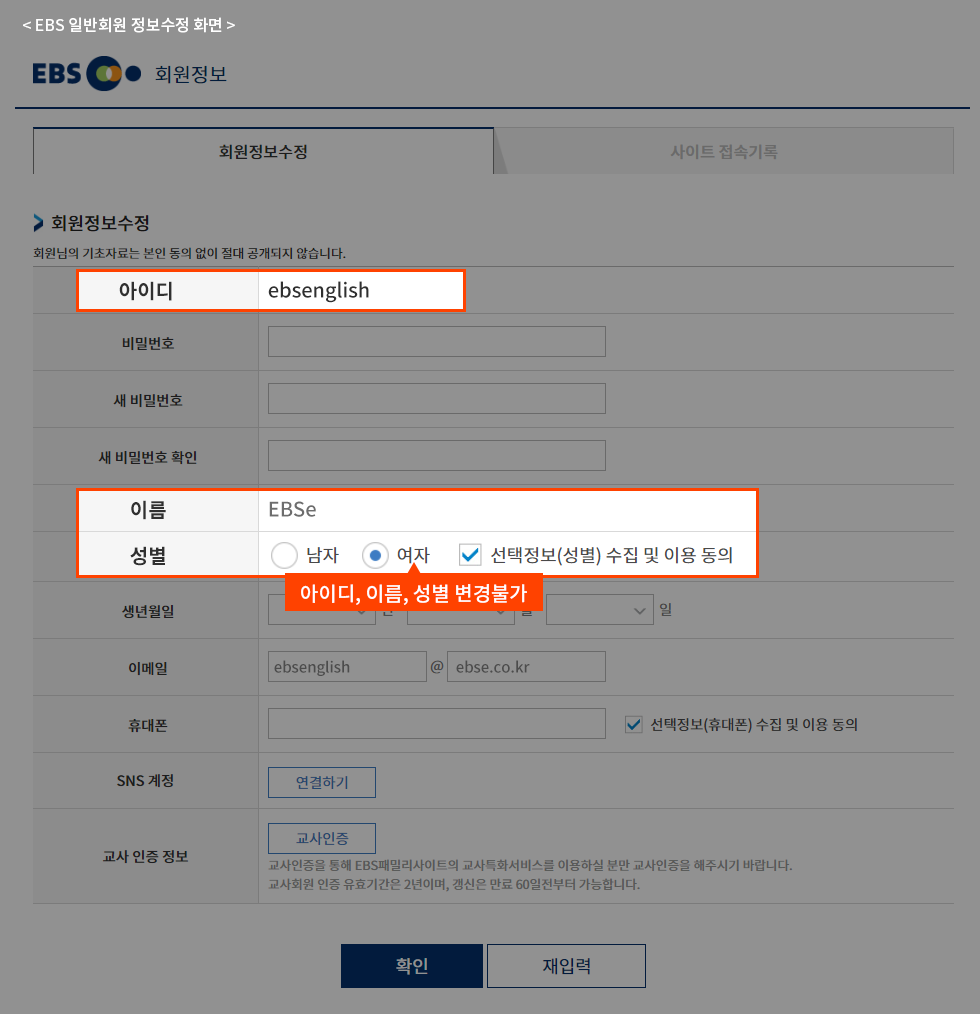 < EBS 일반회원 정보수정 화면 >
EBS 회원정보
회원정보수정 사이트 접속기록
회원정보수정
회원님의 기초자료는 본인 동의 없이 절대 공개되지 않습니다.
아이디 ebsenglish
비밀번호
새 비밀번호
새 비밀번호 확인
이름 EBSe
성별 남자 여자 선택정보(성별) 수집 및 이용 동의
아이디, 이름, 성별 변경불가
생년월일 일
이메일 ebsenglish @ ebse.co.kr
휴대폰 선택정보(휴대폰) 수집 및 이용 동의
SNS 계정 연결하기
교사 인증 정보 교사인증
교사인증을 통해 EBS패밀리사이트의 교사특화서비스를 이용하실 분만 교사인증을 해주시기 바랍니다.
교사회원 인증 유효기간은 2년이며, 갱신은 만료 60일전부터 가능합니다.
확인 재입력